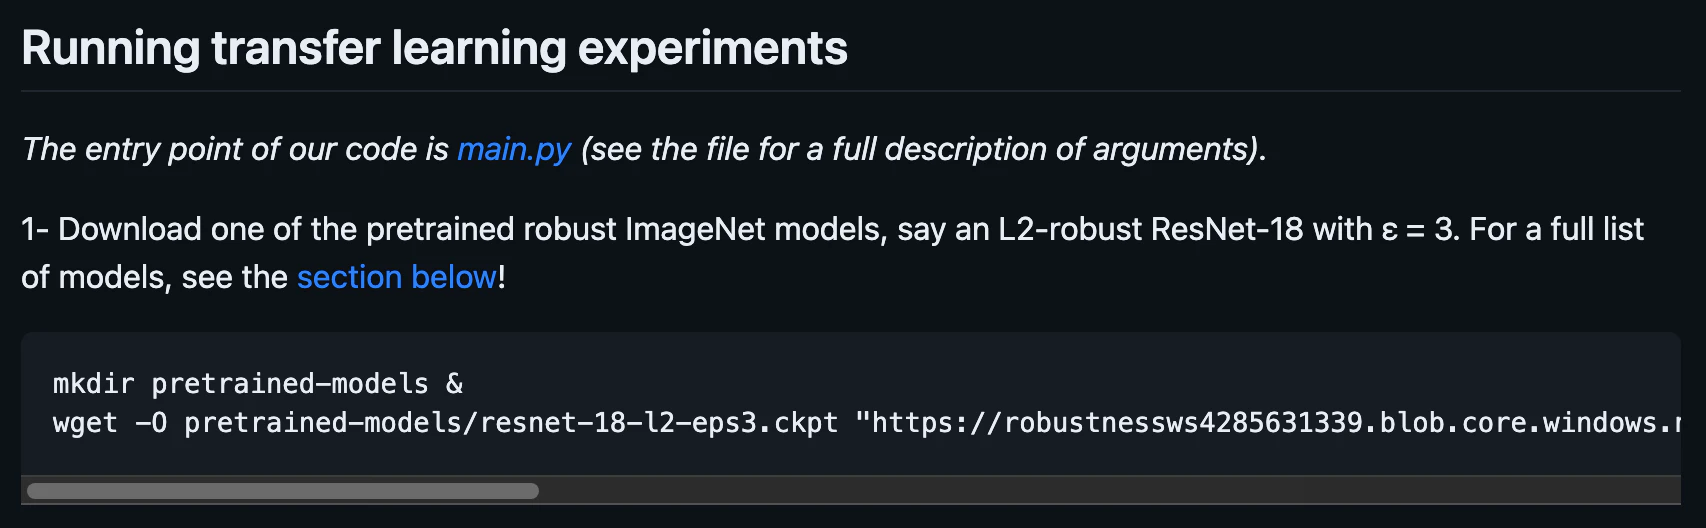 Running transfer learning experiments
The entry point of our code is main.py (see the file for a full description of arguments).
1- Download one of the pretrained robust ImageNet models, say an L2-robust ResNet-18 with ε = 3. For a full list
of models, see the section below!
mkdir pretrained-models &
wget -O pretrained-models/resnet-18-l2-eps3.ckpt "https://robustnessws4285631339.blob.core.windows.